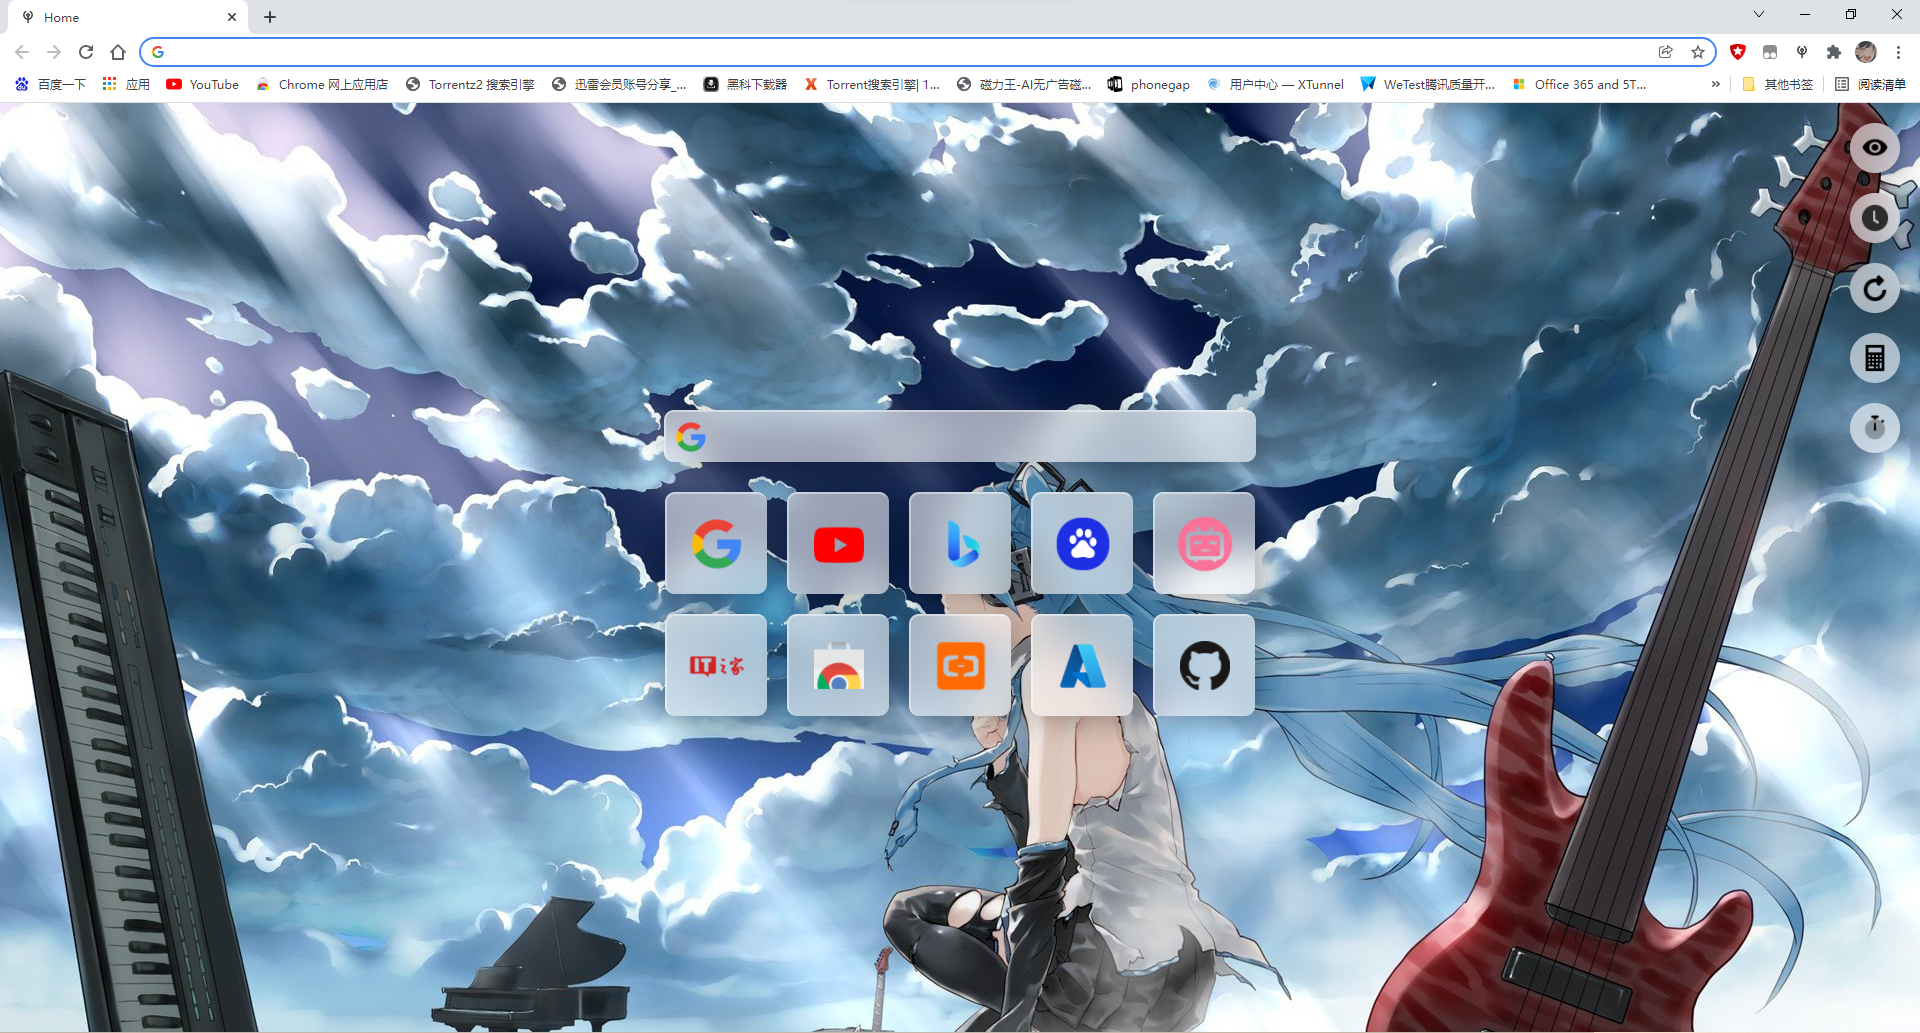 Home
百度一下 应用 YouTube Chrome 网上应用店 Torrentz2 搜索引擎 迅雷会员账号分享_... 黑科下载器 Torrent搜索引擎| 1... 磁力王-AI无广告磁... phonegap 用户中心 — XTunnel WeTest腾讯质量开... Office 365 and 5T... » 其他书签 阅读清单
IT之家